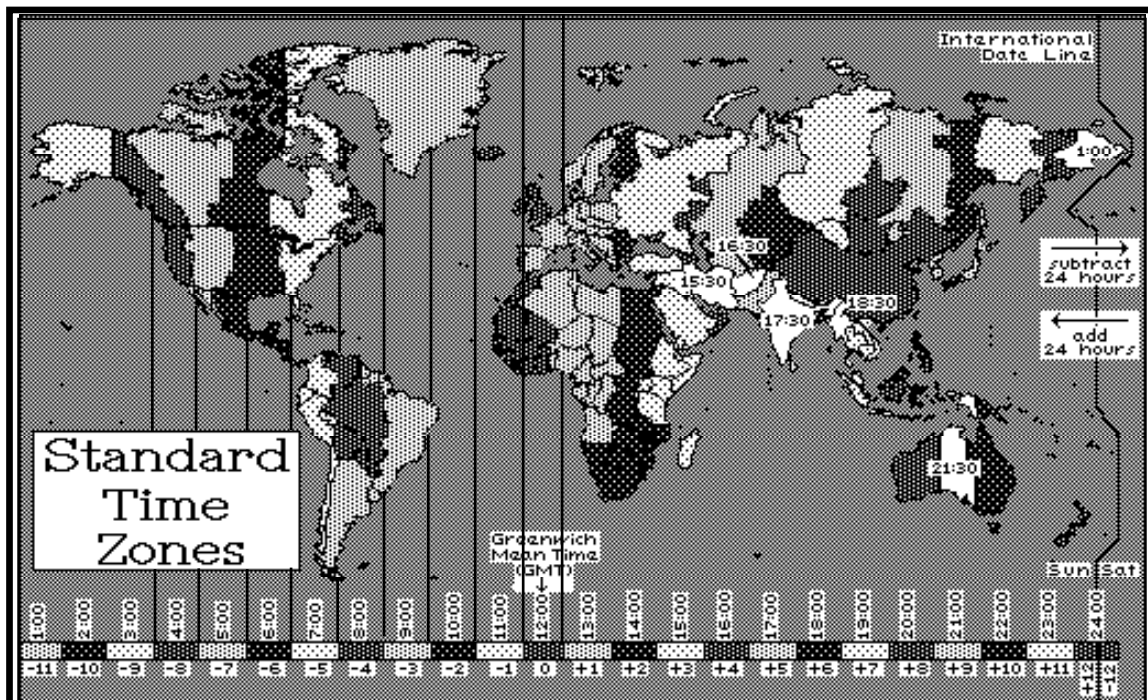 International
Date Line
1:00
16:30
15:30
17:30
18:30
subtract
24 hours
add
24 hours
21:30
Standard
Time
Zones
Greenwich
Mean Time
(GMT)
Sun Sat
1:00 2:00 3:00 4:00 5:00 6:00 7:00 8:00 9:00 10:00 11:00 12:00 13:00 14:00 15:00 16:00 17:00 18:00 19:00 20:00 21:00 22:00 23:00 24:00
-11 -10 -9 -8 -7 -6 -5 -4 -3 -2 -1 0 +1 +2 +3 +4 +5 +6 +7 +8 +9 +10 +11 +12 -12